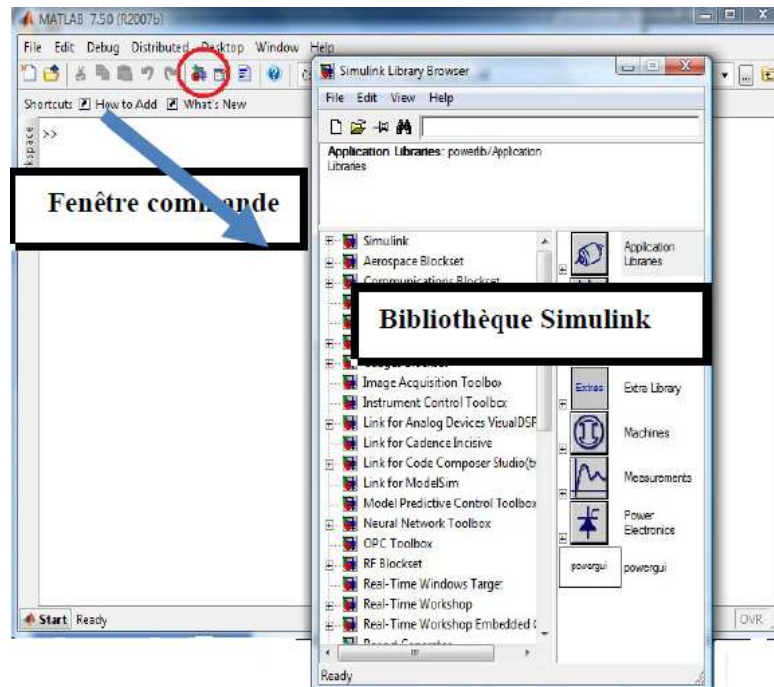 MATLAB 7.5.0 (R2007b)
File Edit Debug Distributed Desktop Window Help
Shortcuts How to Add What's New
>>
Fenêtre commande
Simulink Library Browser
File Edit View Help
Application Libraries: powerlib/Application
Libraries
Simulink
Aerospace Blockset
Communications Blockset
Bibliothèque Simulink
Image Acquisition Toolbox
Instrument Control Toolbox
Link for Analog Devices VisualDSP
Link for Cadence Incisive
Link for Code Composer Studio(t
Link for ModelSim
Model Predictive Control Toolbox
Neural Network Toolbox
OPC Toolbox
RF Blockset
Real-Time Windows Target
Real-Time Workshop
Real-Time Workshop Embedded C
Report Generator
Application
Libraries
Extras Extra Library
Machines
Measurements
Power
Electronics
powergui powergui
Ready
Start Ready
OVR